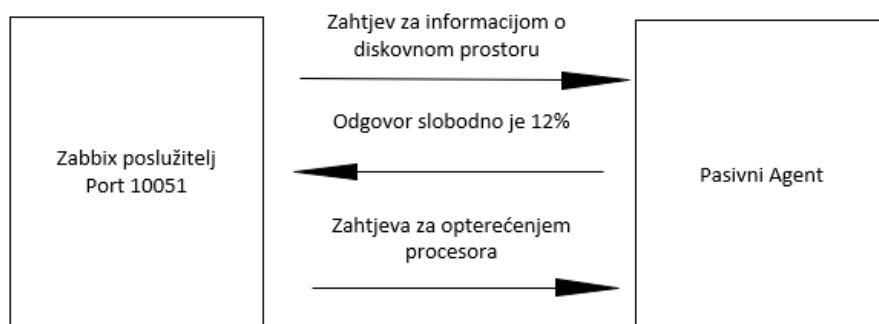 Zahtjev za informacijom o
diskovnom prostoru
Odgovor slobodno je 12%
Zabbix poslužitelj
Port 10051
Pasivni Agent
Zahtjeva za opterećenjem
procesora